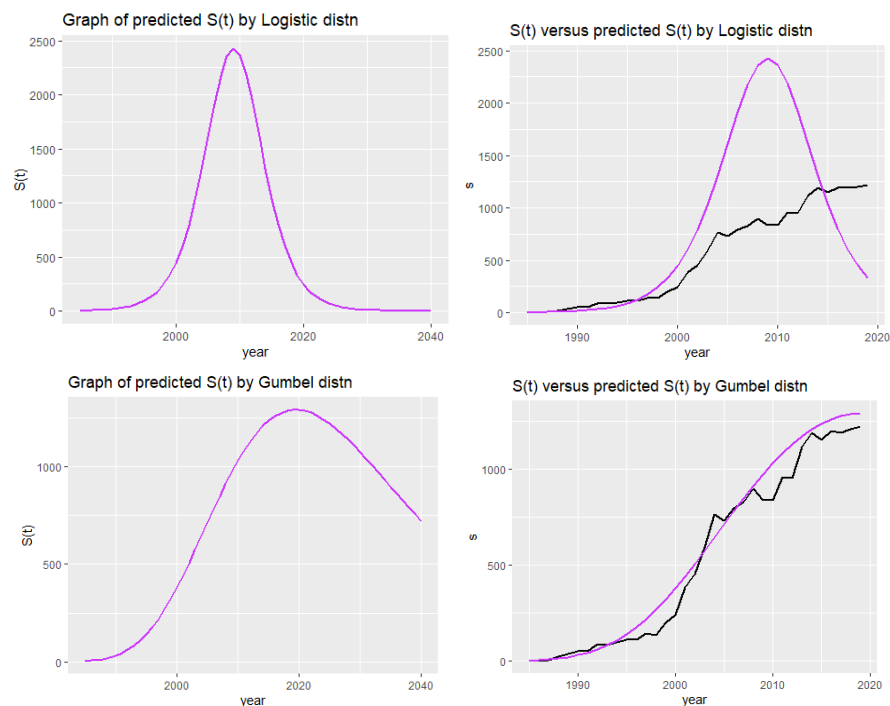 Graph of predicted S(t) by Logistic distn
2500
2000
1500
1000
500
0
S(t)
2000
2020
2040
year
S(t) versus predicted S(t) by Logistic distn
2500
2000
1500
1000
500
0
s
1990
2000
2010
2020
year
Graph of predicted S(t) by Gumbel distn
1000
500
0
S(t)
2000
2020
2040
year
S(t) versus predicted S(t) by Gumbel distn
1000
500
0
s
1990
2000
2010
2020
year